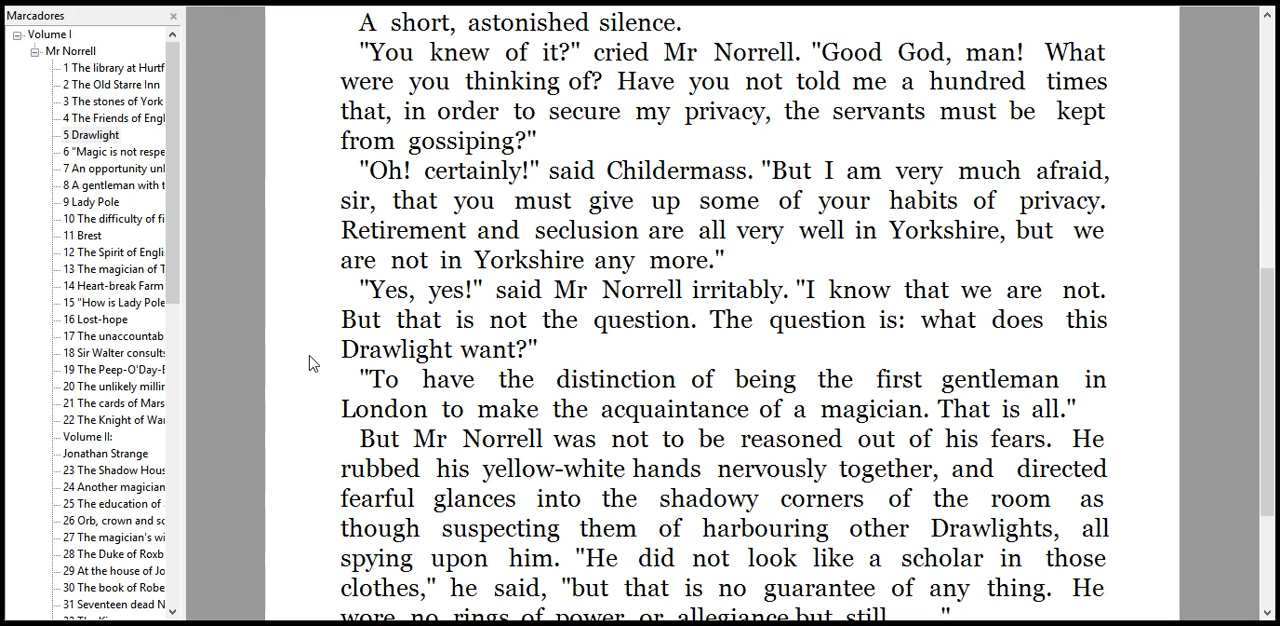 Marcadores
Volume I
Mr Norrell
1 The library at Hurtf
2 The Old Starre Inn
3 The stones of York
4 The Friends of Engl
5 Drawlight
6 "Magic is not respe
7 An opportunity unl
8 A gentleman with t
9 Lady Pole
10 The difficulty of fi
11 Brest
12 The Spirit of Engli
13 The magician of T
14 Heart-break Farm
15 "How is Lady Pole
16 Lost-hope
17 The unaccountab
18 Sir Walter consults
19 The Peep-O'Day-B
20 The unlikely millin
21 The cards of Mars
22 The Knight of War
Volume II:
Jonathan Strange
23 The Shadow Hous
24 Another magician
25 The education of
26 Orb, crown and sc
27 The magician's wi
28 The Duke of Roxb
29 At the house of Jo
30 The book of Robe
31 Seventeen dead N
A short, astonished silence.
"You knew of it?" cried Mr Norrell. "Good God, man! What
were you thinking of? Have you not told me a hundred times
that, in order to secure my privacy, the servants must be kept
from gossiping?"
"Oh! certainly!" said Childermass. "But I am very much afraid,
sir, that you must give up some of your habits of privacy.
Retirement and seclusion are all very well in Yorkshire, but we
are not in Yorkshire any more."
"Yes, yes!" said Mr Norrell irritably. "I know that we are not.
But that is not the question. The question is: what does this
Drawlight want?"
"To have the distinction of being the first gentleman in
London to make the acquaintance of a magician. That is all."
But Mr Norrell was not to be reasoned out of his fears. He
rubbed his yellow-white hands nervously together, and directed
fearful glances into the shadowy corners of the room as
though suspecting them of harbouring other Drawlights, all
spying upon him. "He did not look like a scholar in those
clothes," he said, "but that is no guarantee of any thing. He
wore no rings of power or allegiance but still . . ."